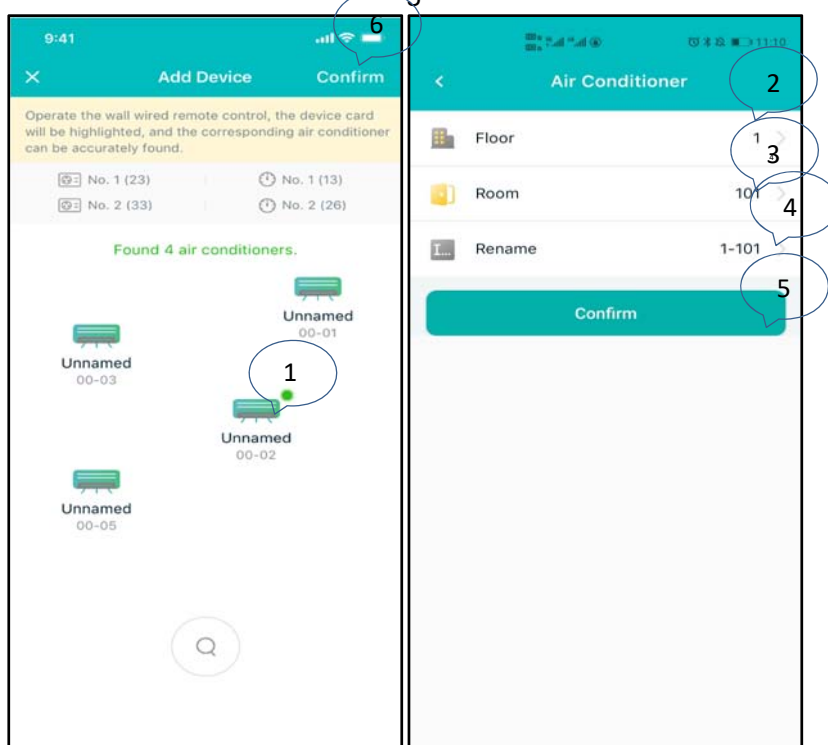 6
9:41
Add Device
Confirm
Operate the wall wired remote control, the device card
will be highlighted, and the corresponding air conditioner
can be accurately found.
No. 1 (23)
No. 1 (13)
No. 2 (33)
No. 2 (26)
Found 4 air conditioners.
Unnamed
00-01
Unnamed
00-03
1
Unnamed
00-02
Unnamed
00-05
11:10
Air Conditioner
2
Floor
1
3
Room
101
4
I...
Rename
1-101
5
Confirm